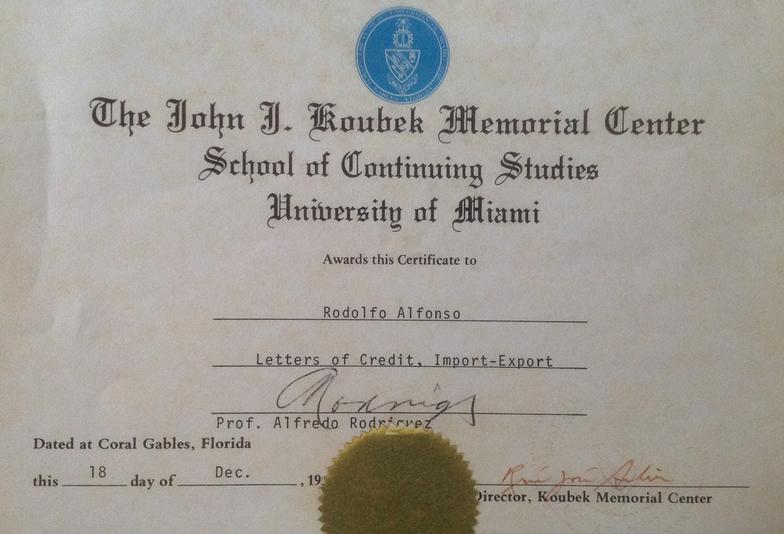 The John J. Koubek Memorial Center
School of Continuing Studies
University of Miami
Awards this Certificate to
Rodolfo Alfonso
Letters of Credit, Import-Export
Prof. Alfredo Rodriguez
Dated at Coral Gables, Florida
this 18 day of Dec. , 19
Director, Koubek Memorial Center